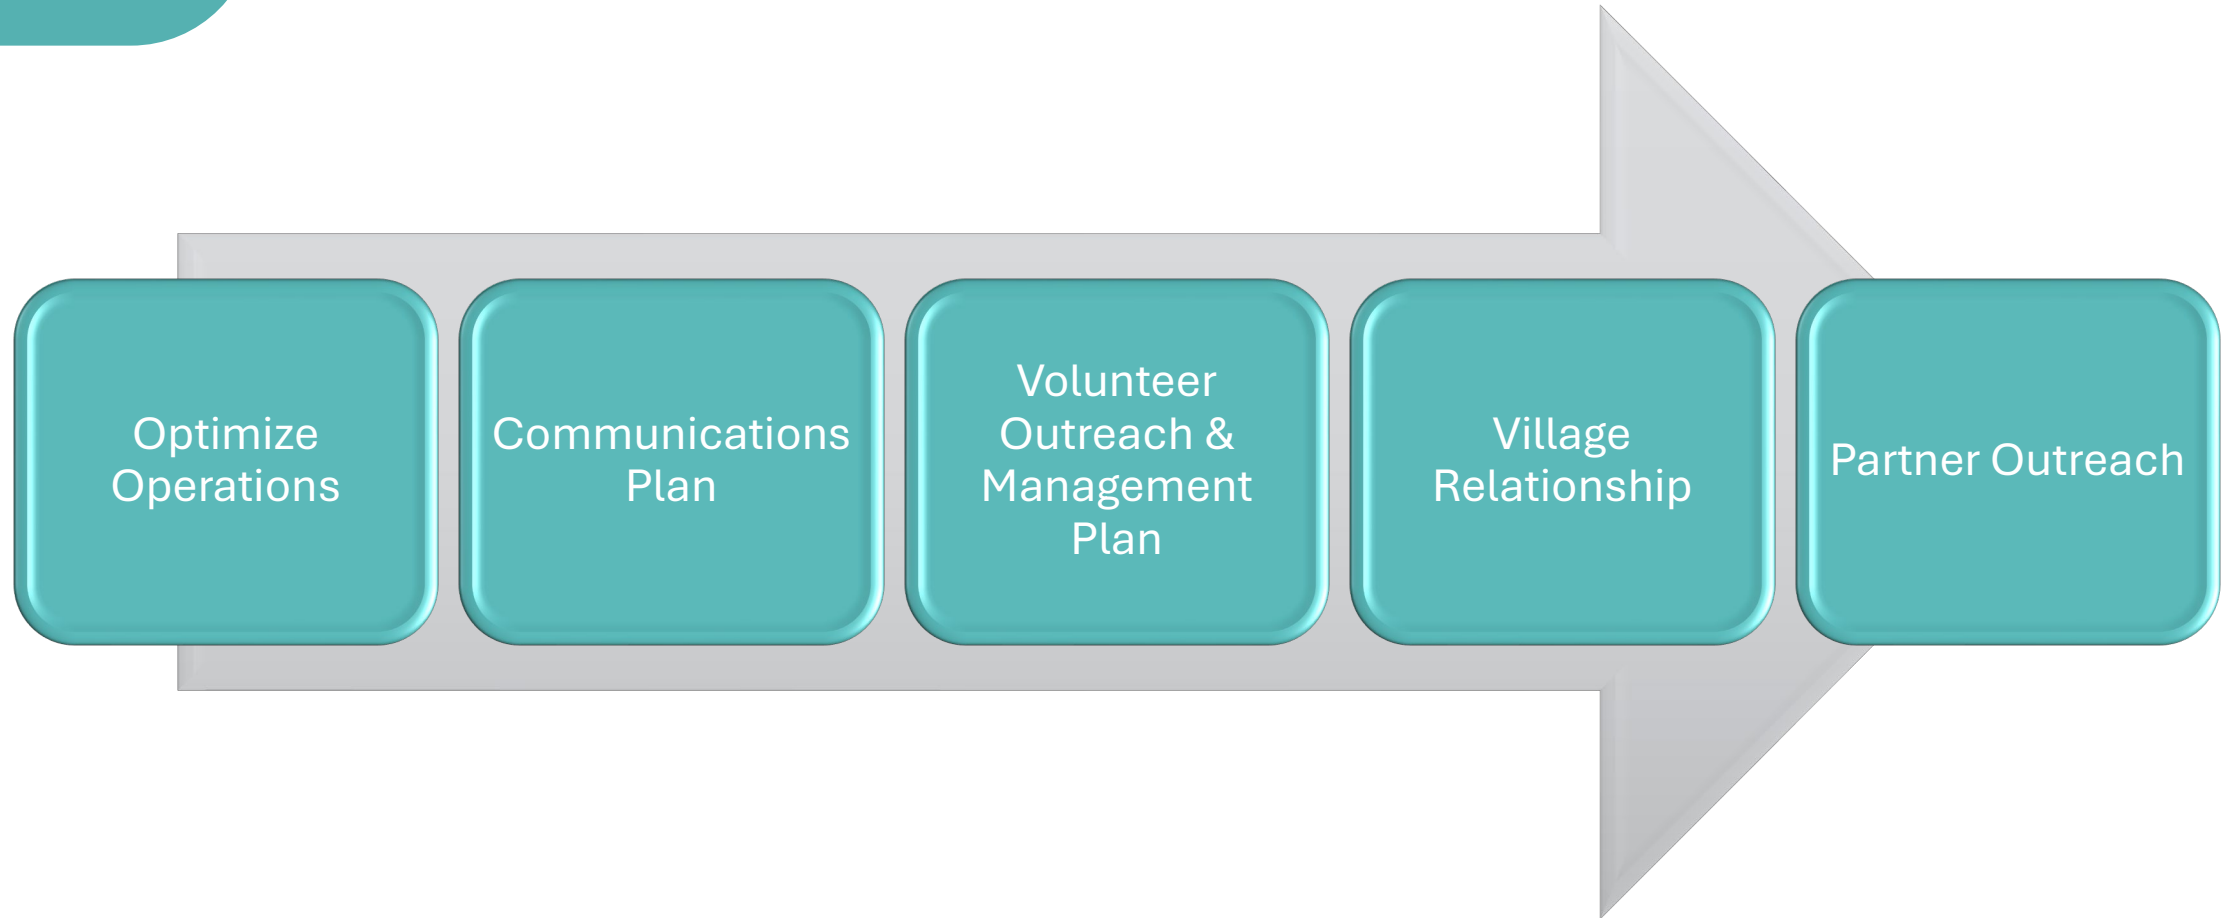 Optimize
Operations
Communications
Plan
Volunteer
Outreach &
Management
Plan
Village
Relationship
Partner Outreach